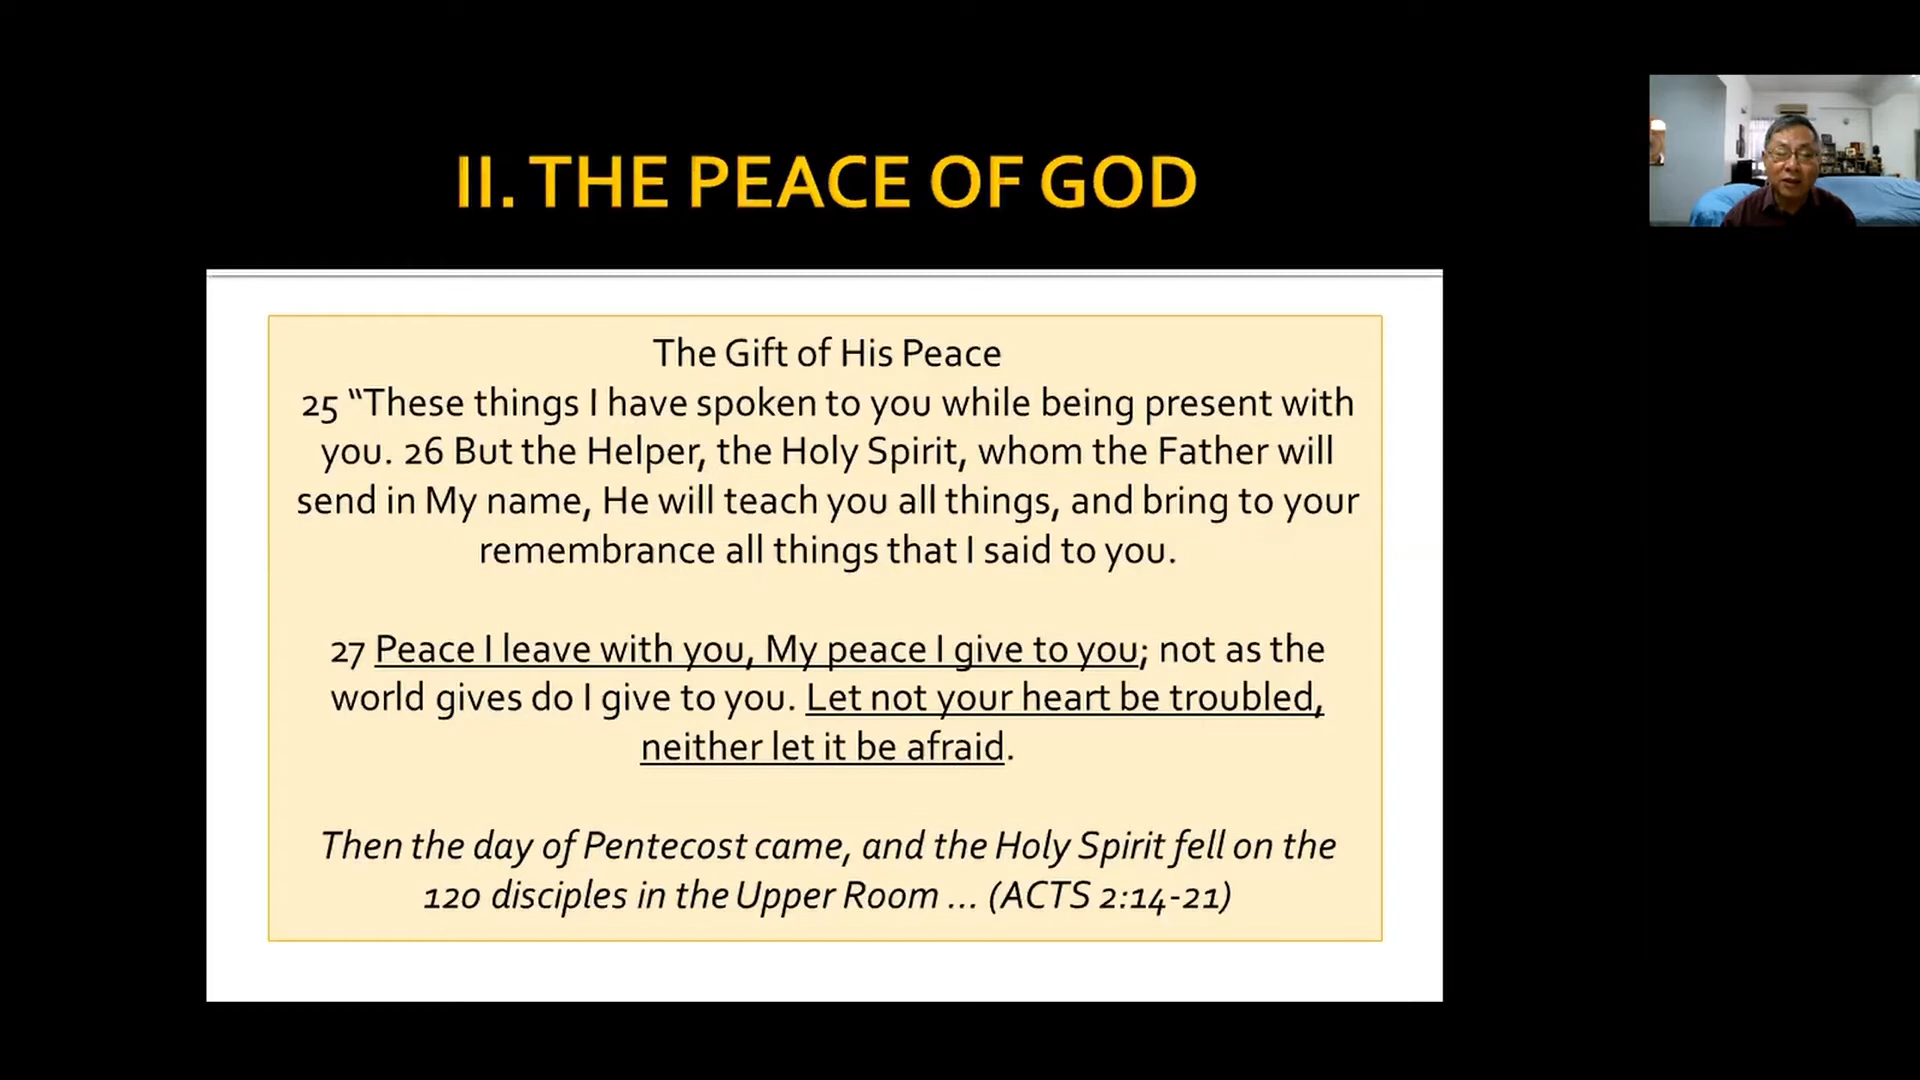 II. THE PEACE OF GOD
The Gift of His Peace
25 “These things I have spoken to you while being present with
you. 26 But the Helper, the Holy Spirit, whom the Father will
send in My name, He will teach you all things, and bring to your
remembrance all things that I said to you.
27 Peace I leave with you, My peace I give to you; not as the
world gives do I give to you. Let not your heart be troubled,
neither let it be afraid.
Then the day of Pentecost came, and the Holy Spirit fell on the
120 disciples in the Upper Room ... (ACTS 2:14-21)